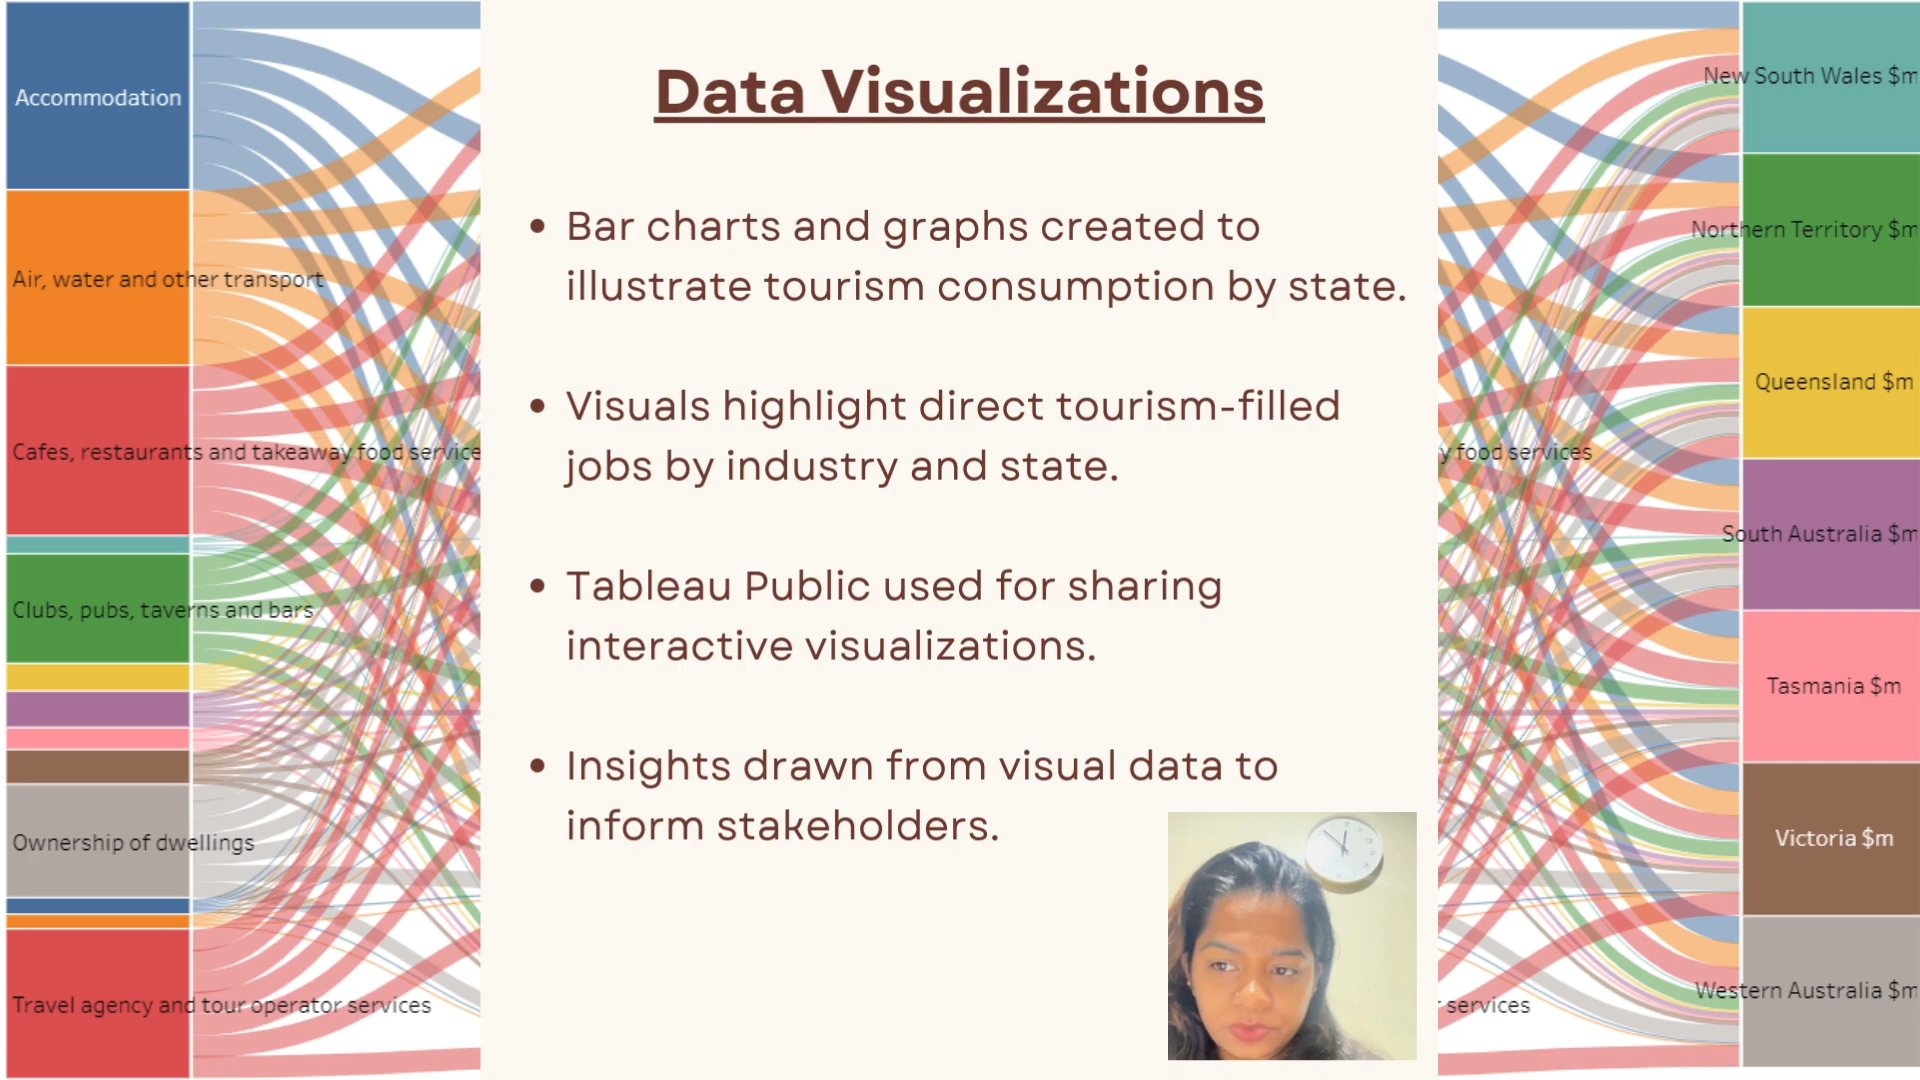 Data Visualizations
• Bar charts and graphs created to
illustrate tourism consumption by state.
• Visuals highlight direct tourism-filled
jobs by industry and state.
• Tableau Public used for sharing
interactive visualizations.
• Insights drawn from visual data to
inform stakeholders.
Accommodation
Air, water and other transport
Cafes, restaurants and takeaway food service
Clubs, pubs, taverns and bars
Ownership of dwellings
Travel agency and tour operator services
y food services
services
New South Wales $m
Northern Territory $m
Queensland $m
South Australia $m
Tasmania $m
Victoria $m
Western Australia $m